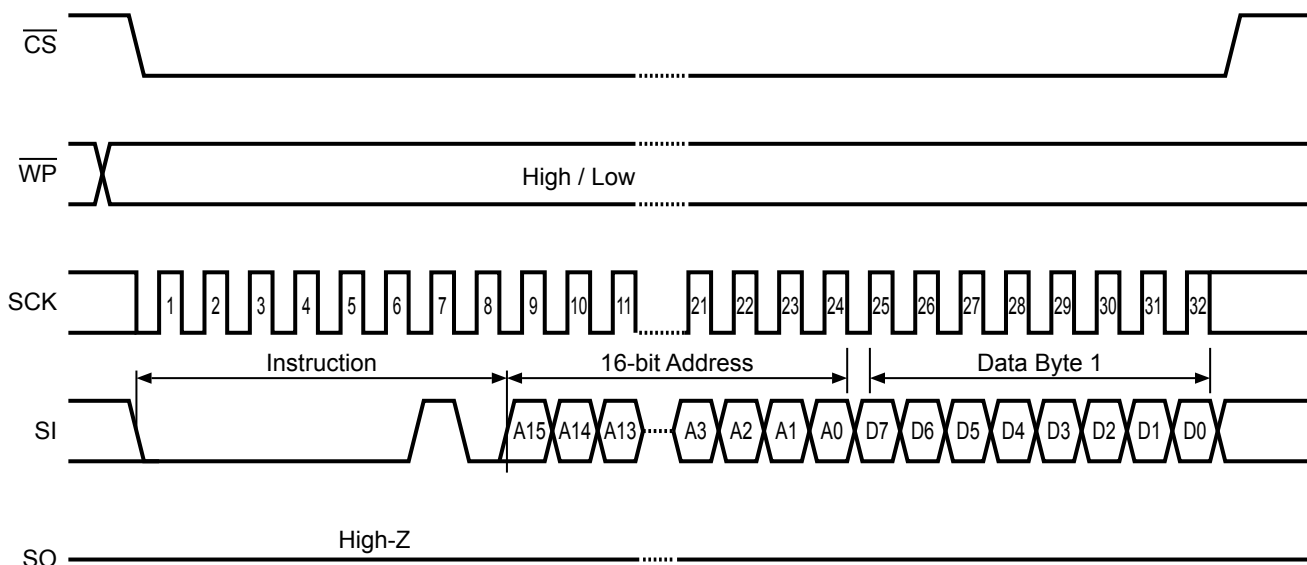 CS
WP
High / Low
SCK
1 2 3 4 5 6 7 8 9 10 11 21 22 23 24 25 26 27 28 29 30 31 32
Instruction 16-bit Address Data Byte 1
SI
A15 A14 A13 A3 A2 A1 A0 D7 D6 D5 D4 D3 D2 D1 D0
High-Z
SO